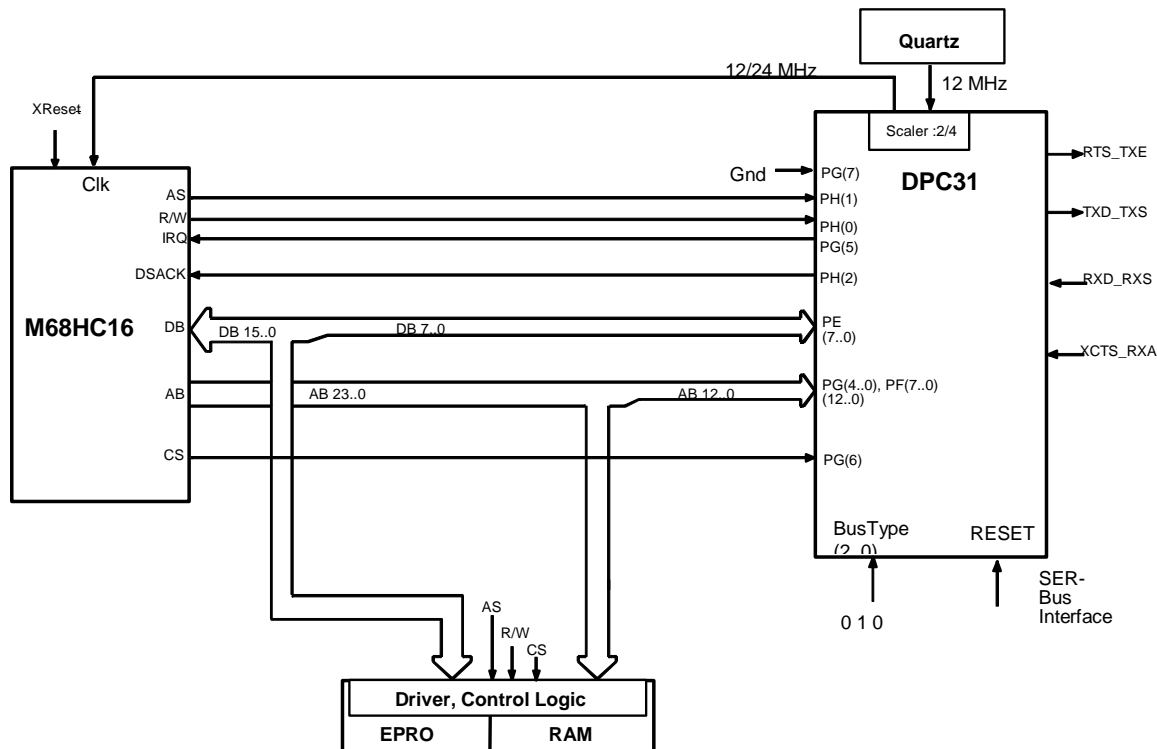 Quartz
12/24 MHz
12 MHz
XReset
Scaler :2/4
RTS_TXE
Clk
Gnd
PG(7)
DPC31
AS
PH(1)
R/W
PH(0)
TXD_TXS
IRQ
PG(5)
DSACK
PH(2)
RXD_RXS
M68HC16
DB
DB 15..0
DB 7..0
PE
(7..0)
XCTS_RXA
AB
AB 23..0
AB 12..0
PG(4..0), PF(7..0)
(12..0)
CS
PG(6)
BusType
(2..0)
RESET
SER-
Bus
Interface
0 1 0
AS
R/W
CS
Driver, Control Logic
EPRO
RAM